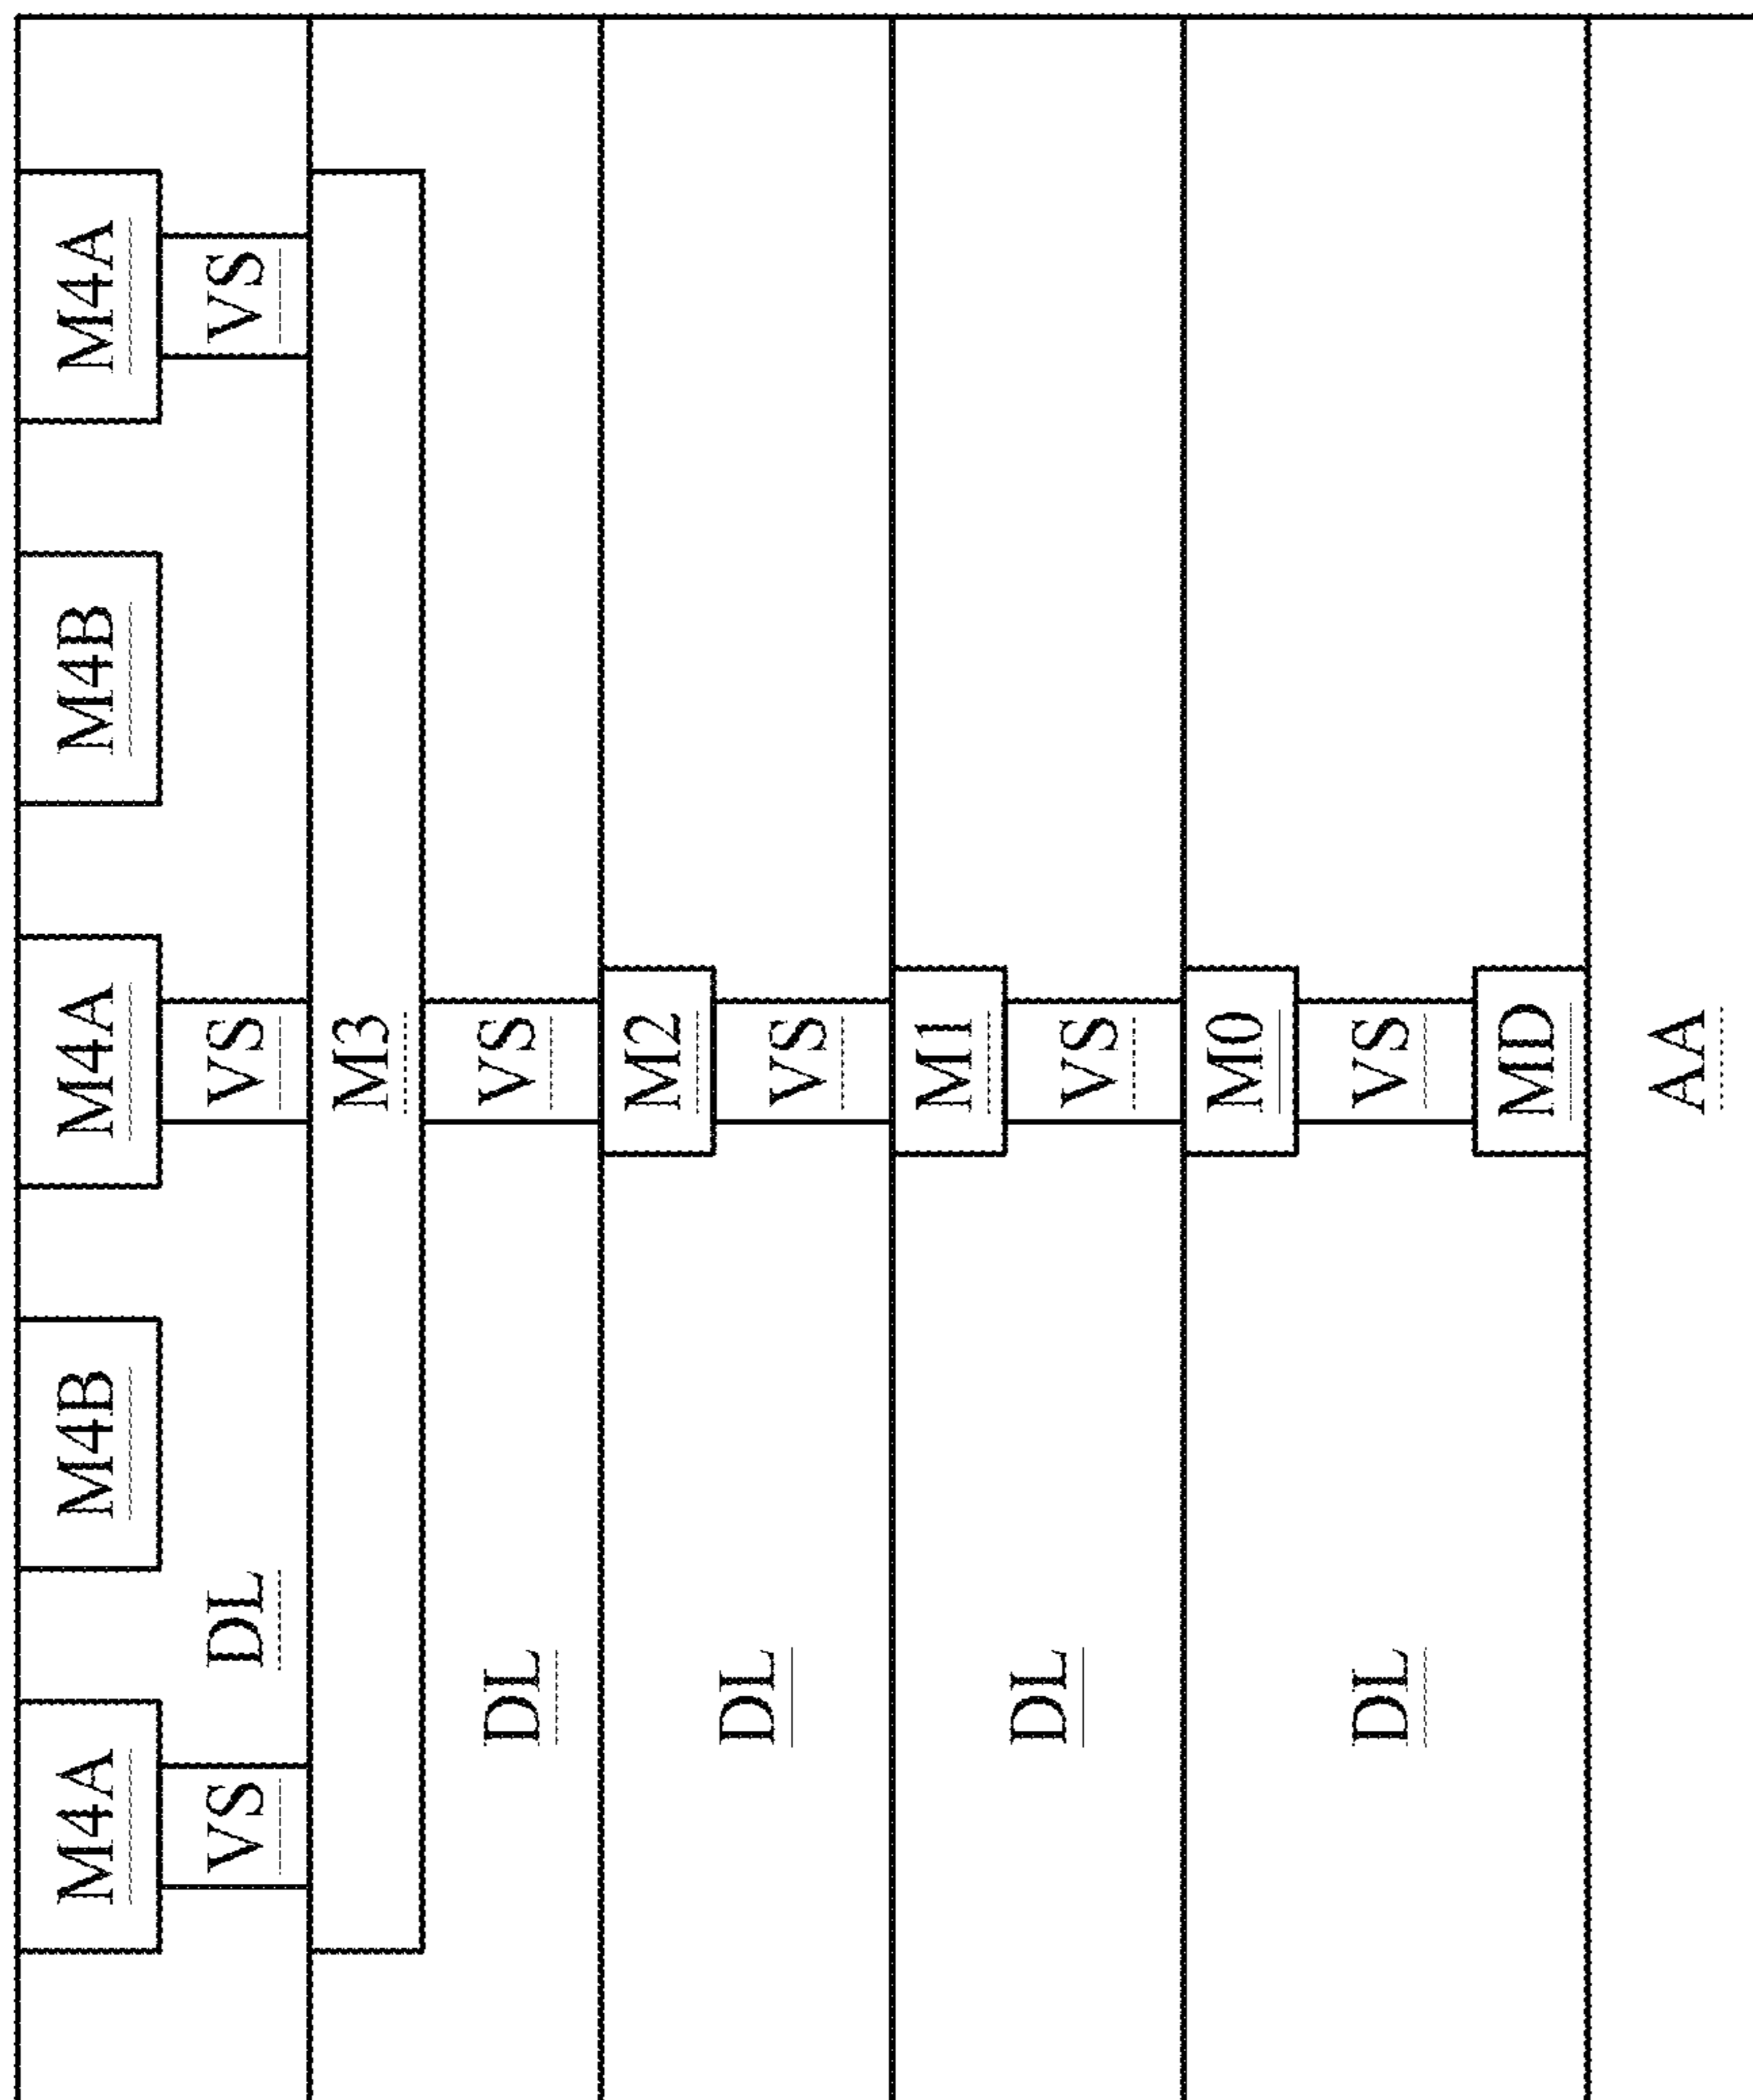 M4A M4B M4A M4B M4A
VS DL VS VS
M3
DL VS
M2
DL VS
M1
DL VS
M0
DL VS
MD
AA